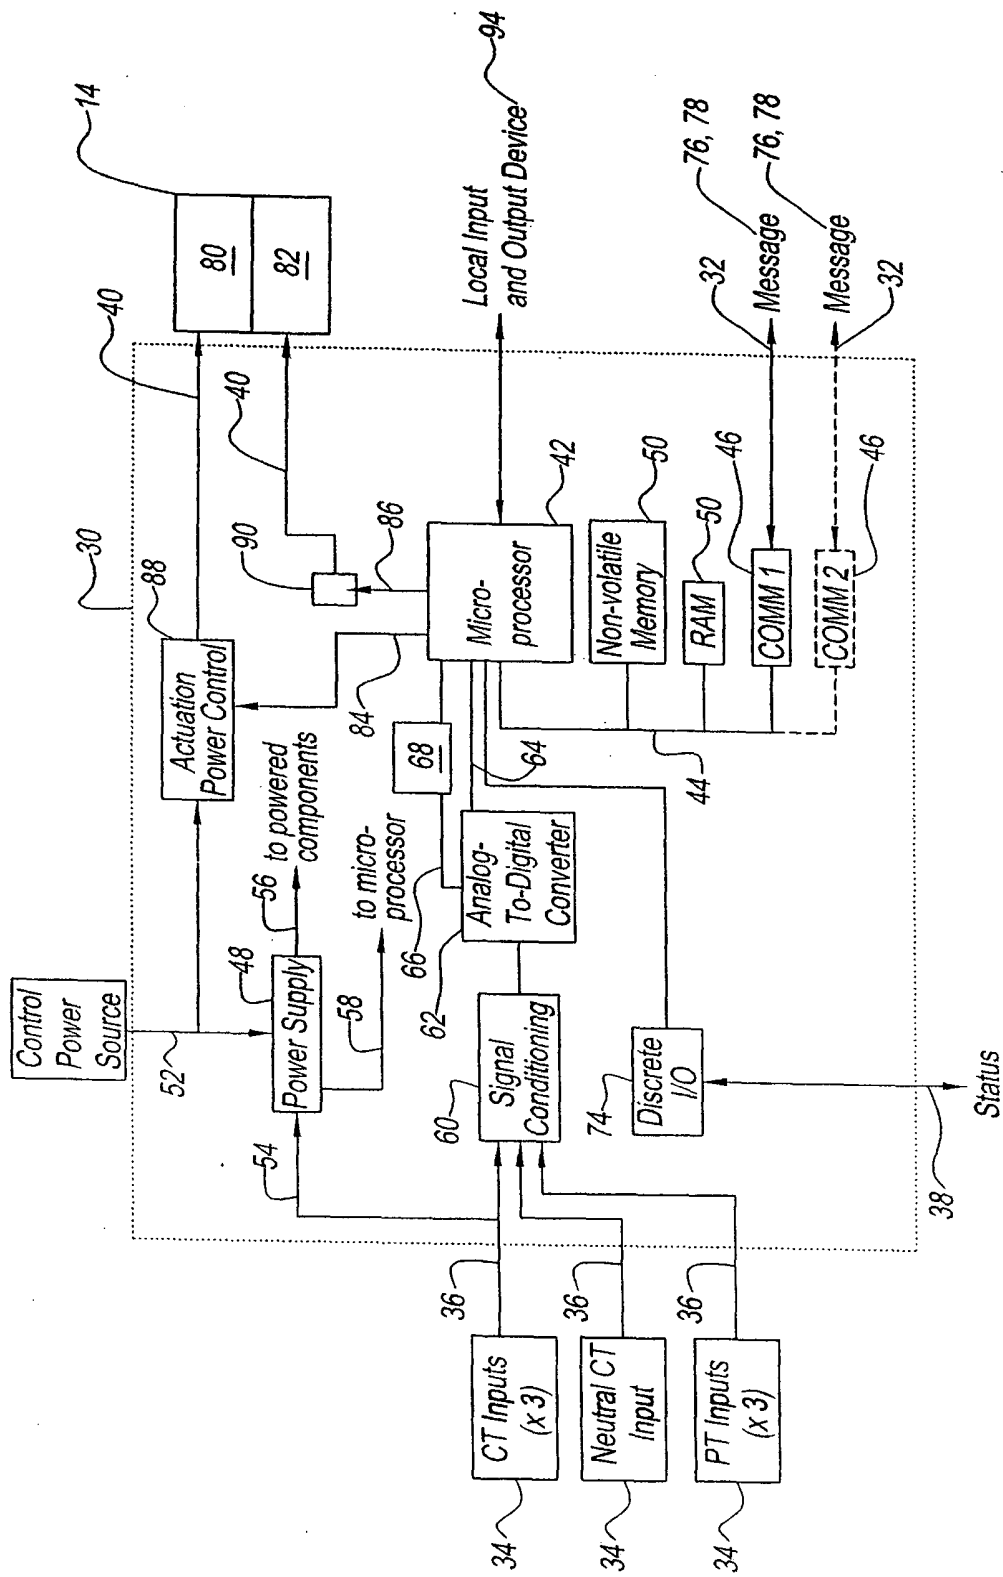 14
30
88
40
Control
Power
Source
52
Actuation
Power Control
80
82
48
56
to powered
components
90
40
54
Power Supply
58
to micro-
processor
84
86
Local Input
and Output Device
94
36
CT Inputs
(x 3)
34
60
Signal
Conditioning
62
66
Analog-
To-Digital
Converter
68
64
Micro-
processor
42
36
Neutral CT
Input
34
74
Discrete
I/O
44
Non-volatile
Memory
50
RAM
50
36
PT Inputs
(x 3)
34
COMM 1
46
32
Message
76, 78
COMM 2
46
32
Message
76, 78
38
Status